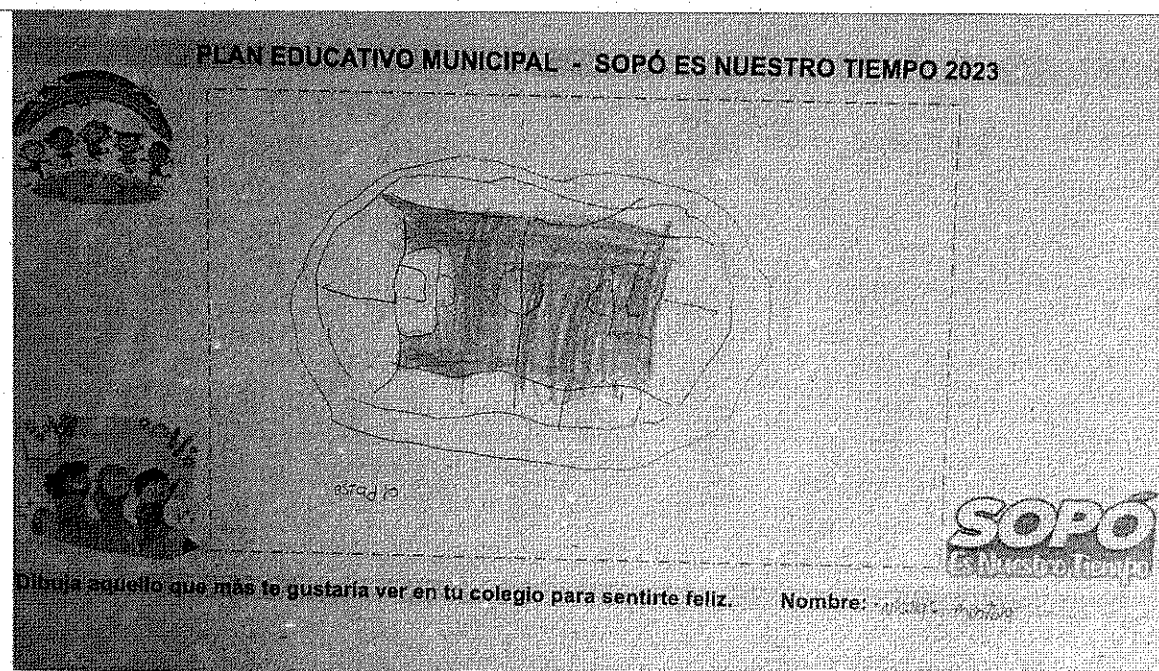 PLAN EDUCATIVO MUNICIPAL - SOPÓ ES NUESTRO TIEMPO 2023
estadio
SOPÓ
Es Nuestro Tiempo
Dibuja aquello que más te gustaría ver en tu colegio para sentirte feliz.
Nombre: